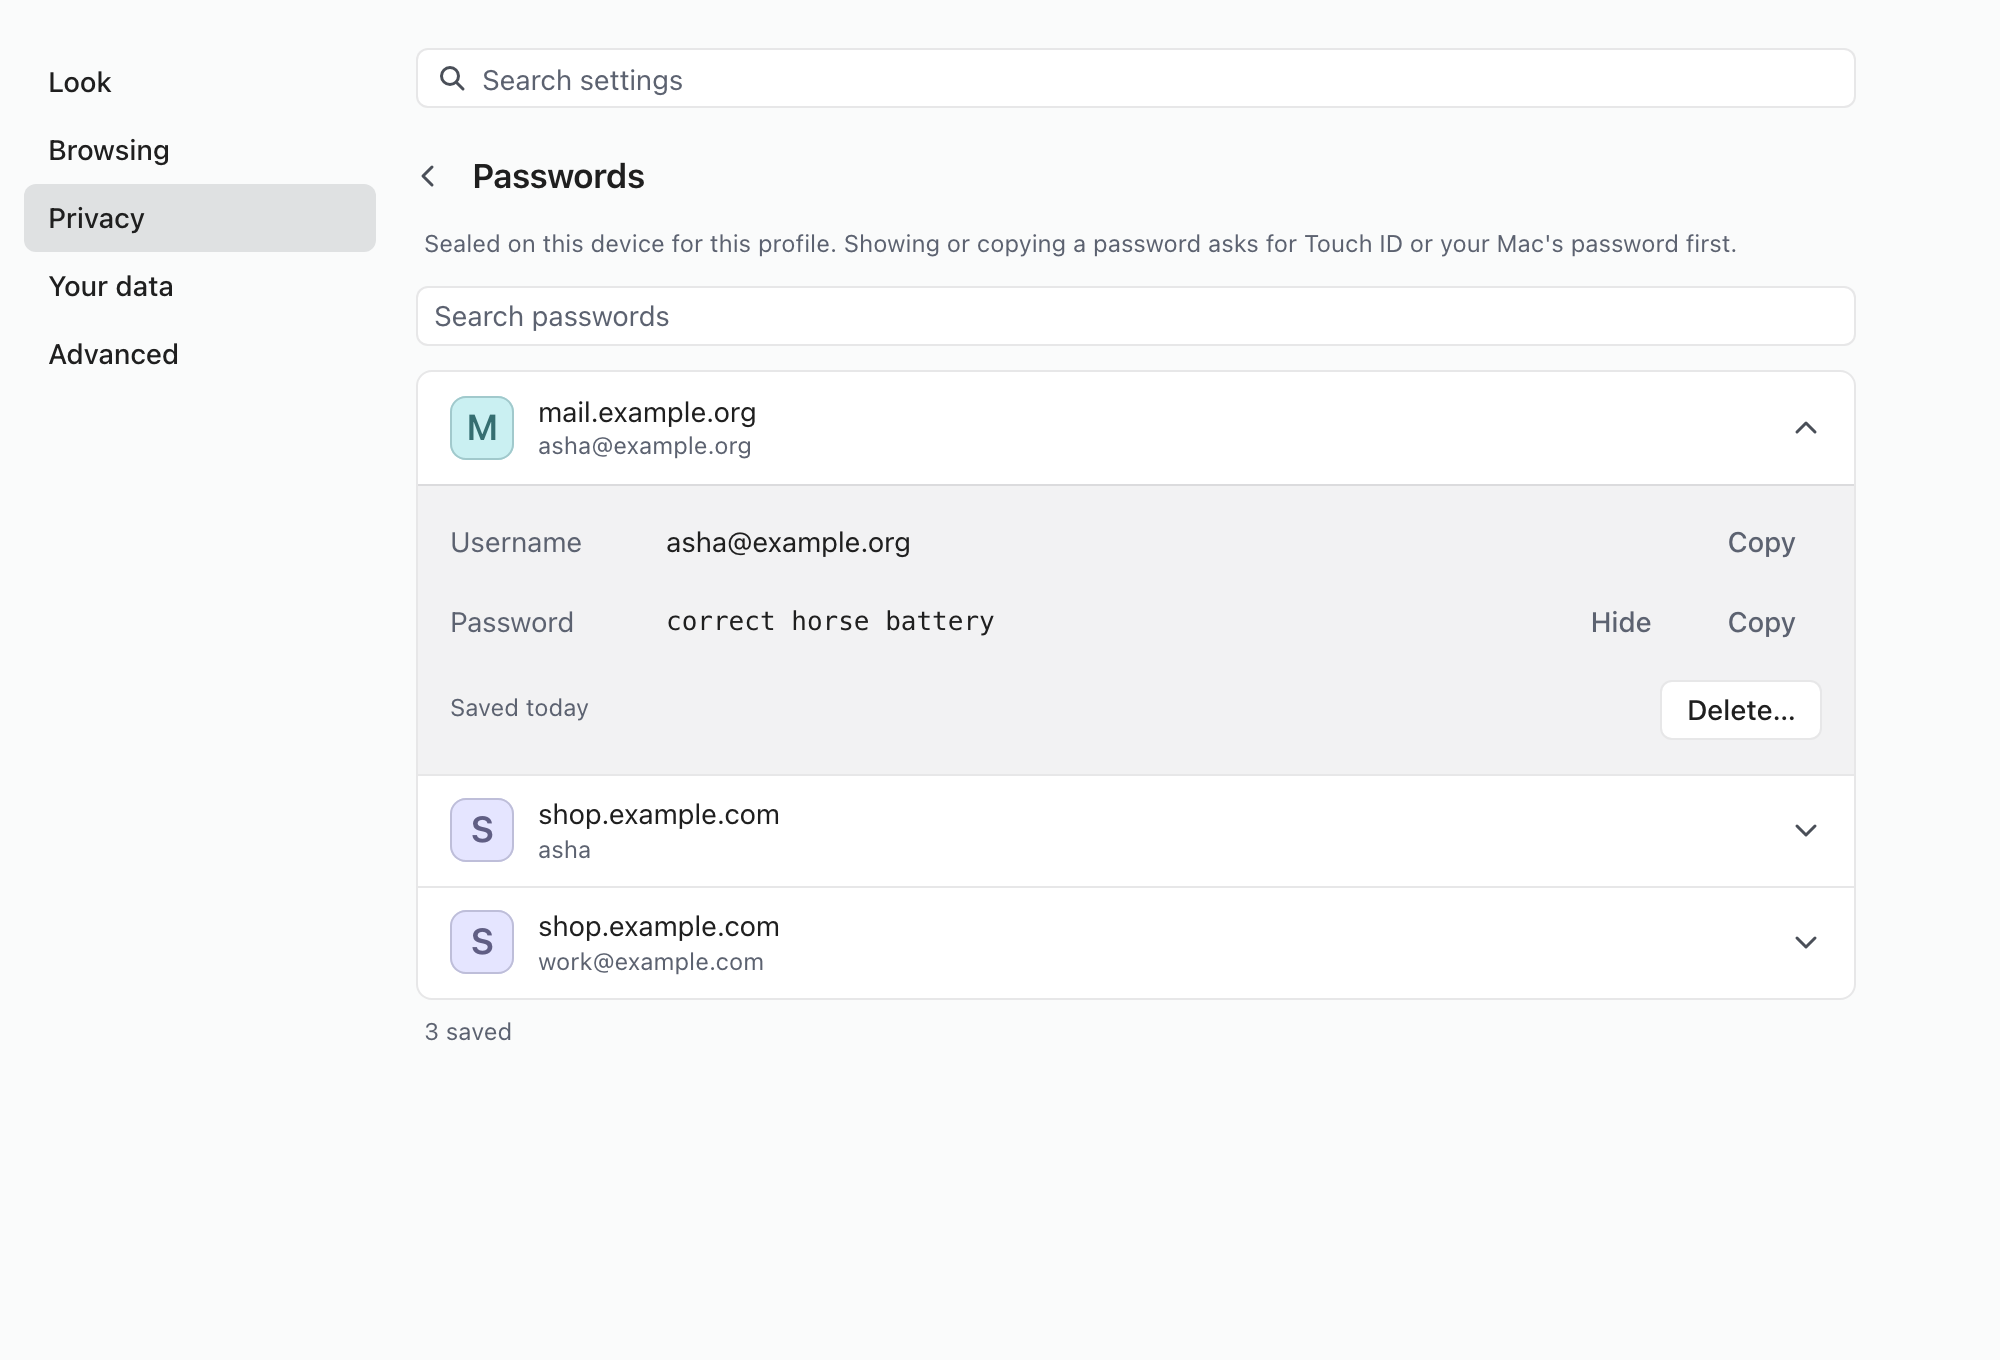 Look
Browsing
Privacy
Your data
Advanced
Search settings
Passwords
Sealed on this device for this profile. Showing or copying a password asks for Touch ID or your Mac's password first.
Search passwords
M
mail.example.org
asha@example.org
Username asha@example.org Copy
Password correct horse battery Hide Copy
Saved today Delete...
S
shop.example.com
asha
S
shop.example.com
work@example.com
3 saved